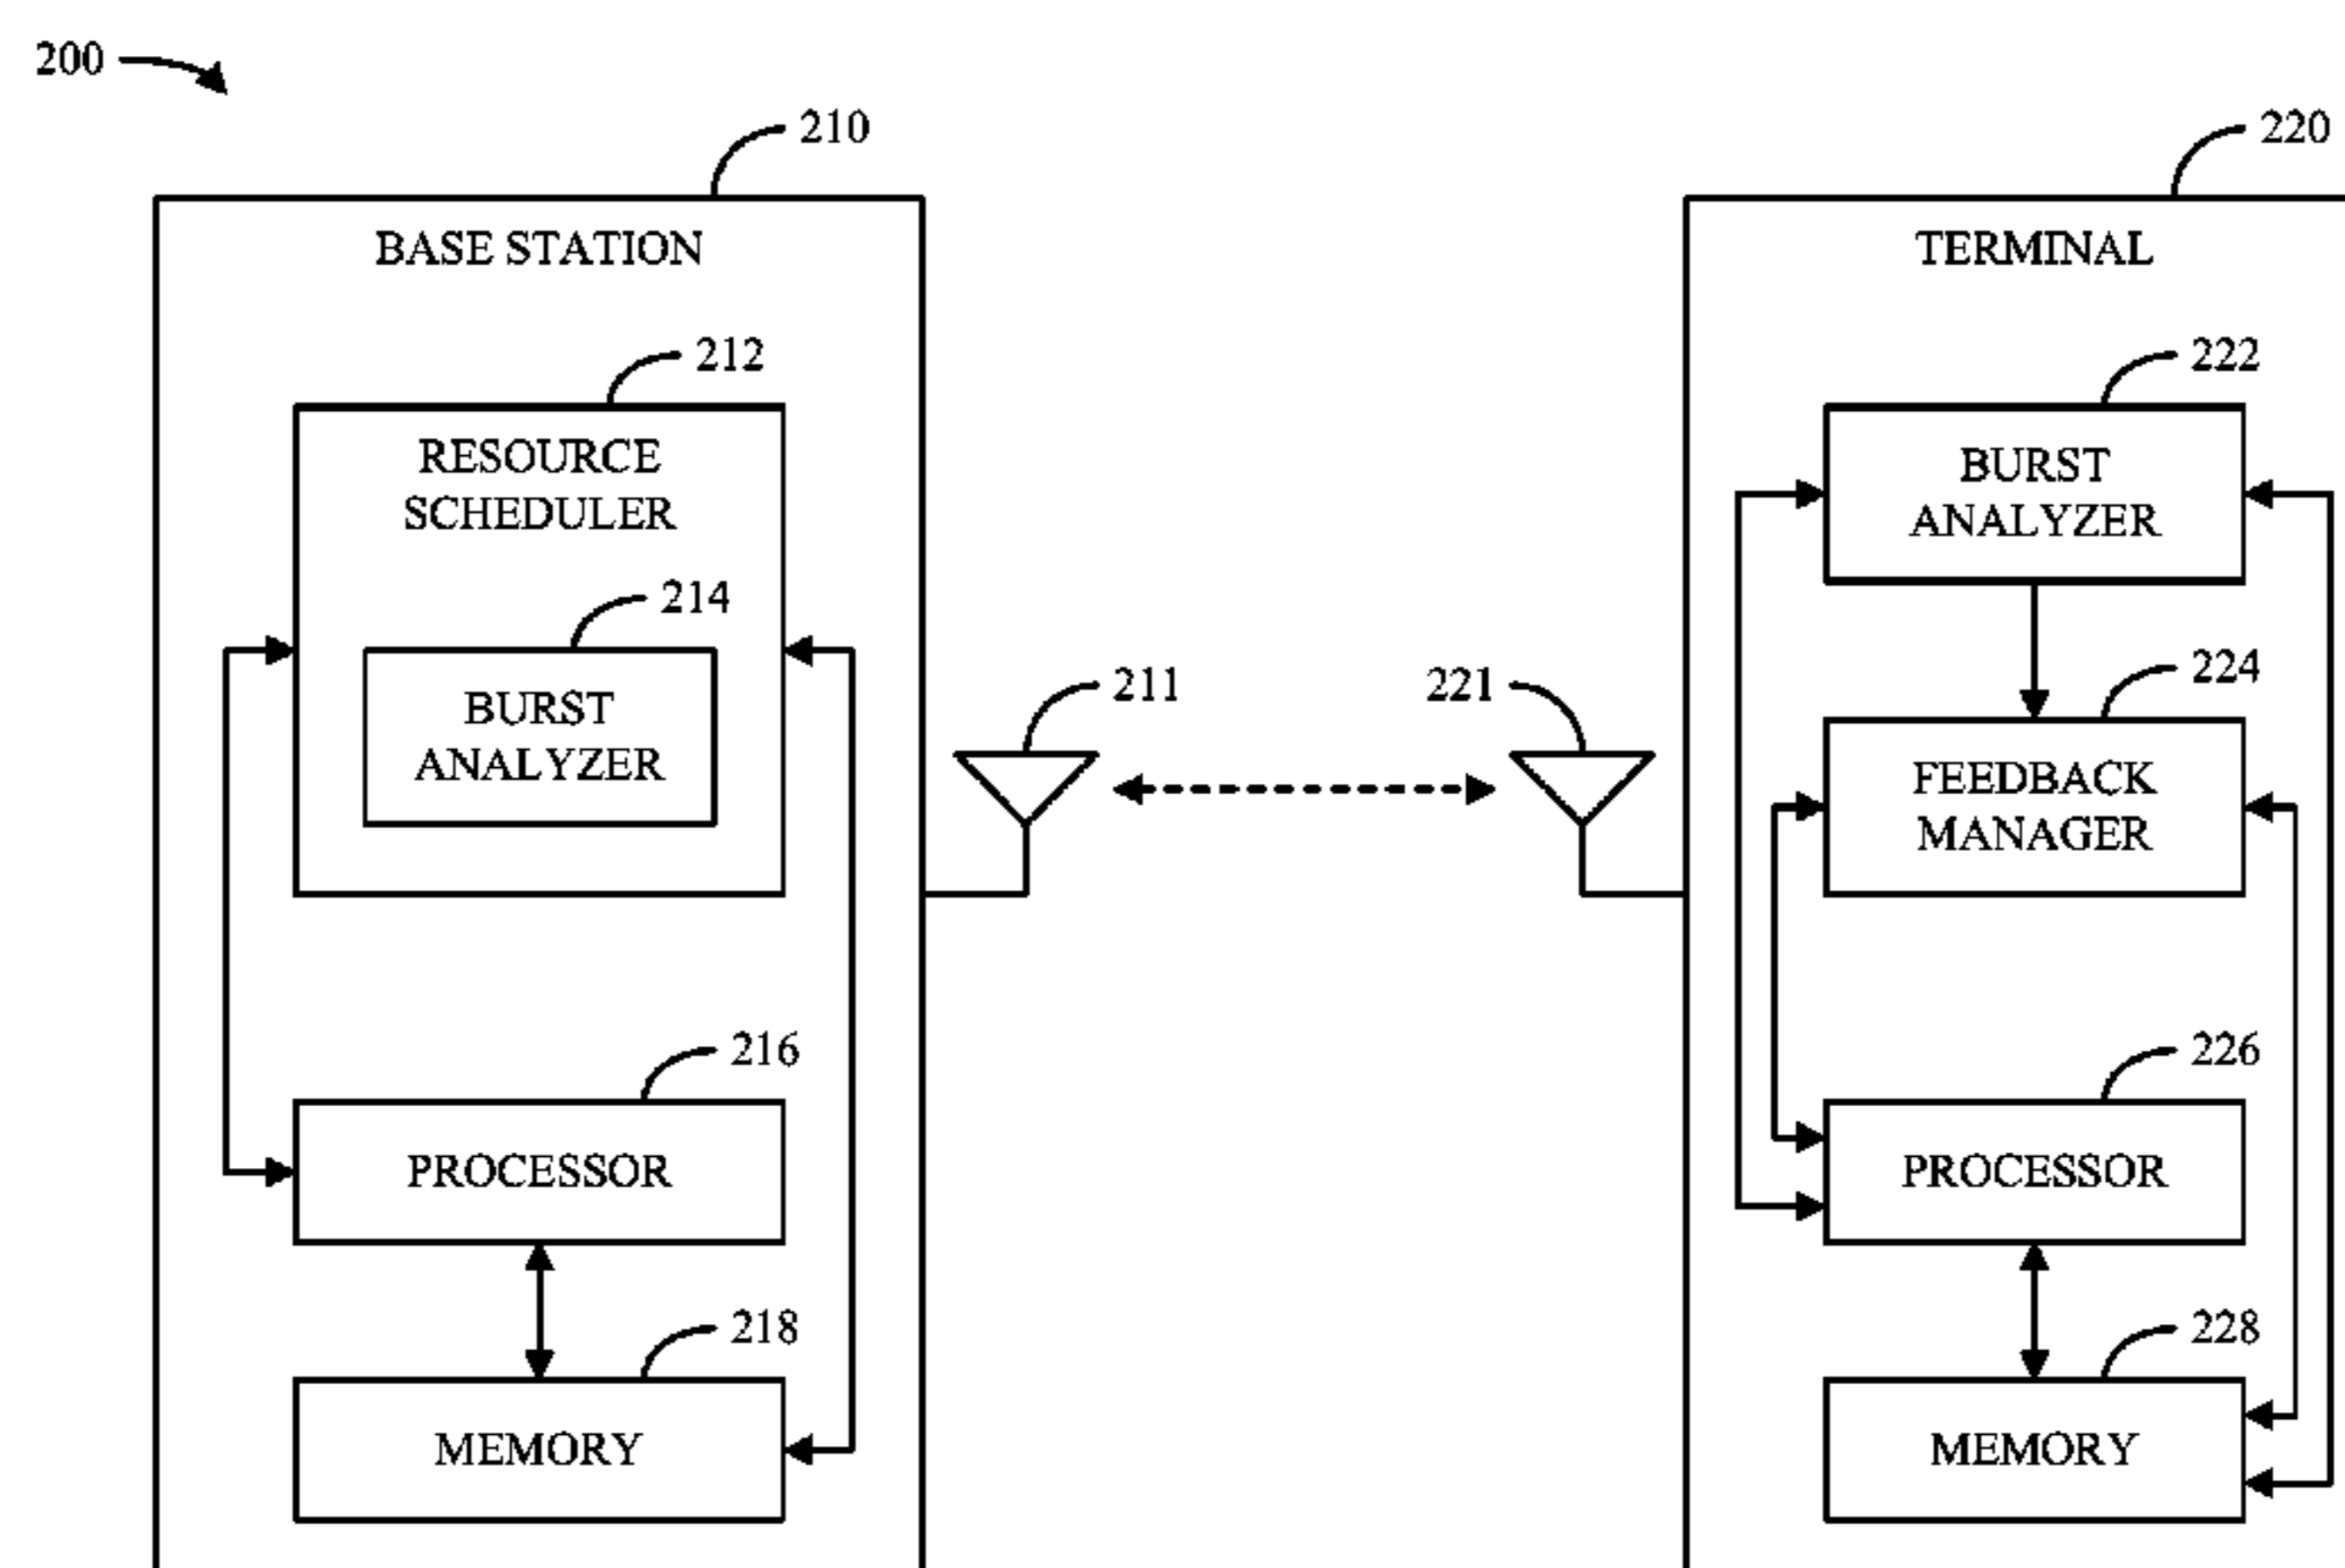 200
210
220
BASE STATION
TERMINAL
212
222
RESOURCE
SCHEDULER
BURST
ANALYZER
214
BURST
ANALYZER
211
221
224
FEEDBACK
MANAGER
216
226
PROCESSOR
PROCESSOR
218
228
MEMORY
MEMORY